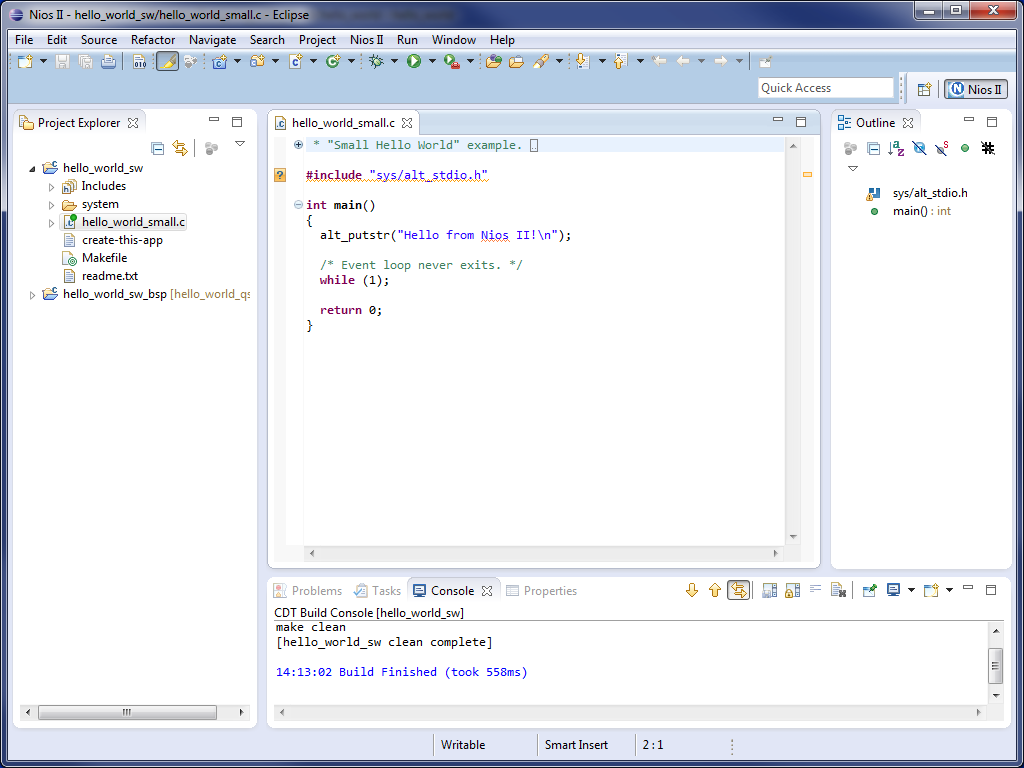 Nios II - hello_world_sw/hello_world_small.c - Eclipse
File Edit Source Refactor Navigate Search Project Nios II Run Window Help
010
Quick Access
Nios II
Project Explorer
hello_world_sw
Includes
system
hello_world_small.c
create-this-app
Makefile
readme.txt
hello_world_sw_bsp [hello_world_qs
hello_world_small.c
* "Small Hello World" example.
#include "sys/alt_stdio.h"
int main()
{
alt_putstr("Hello from Nios II!\n");
/* Event loop never exits. */
while (1);
return 0;
}
Outline
sys/alt_stdio.h
main() : int
Problems Tasks Console Properties
CDT Build Console [hello_world_sw]
make clean
[hello_world_sw clean complete]
14:13:02 Build Finished (took 558ms)
Writable Smart Insert 2 : 1